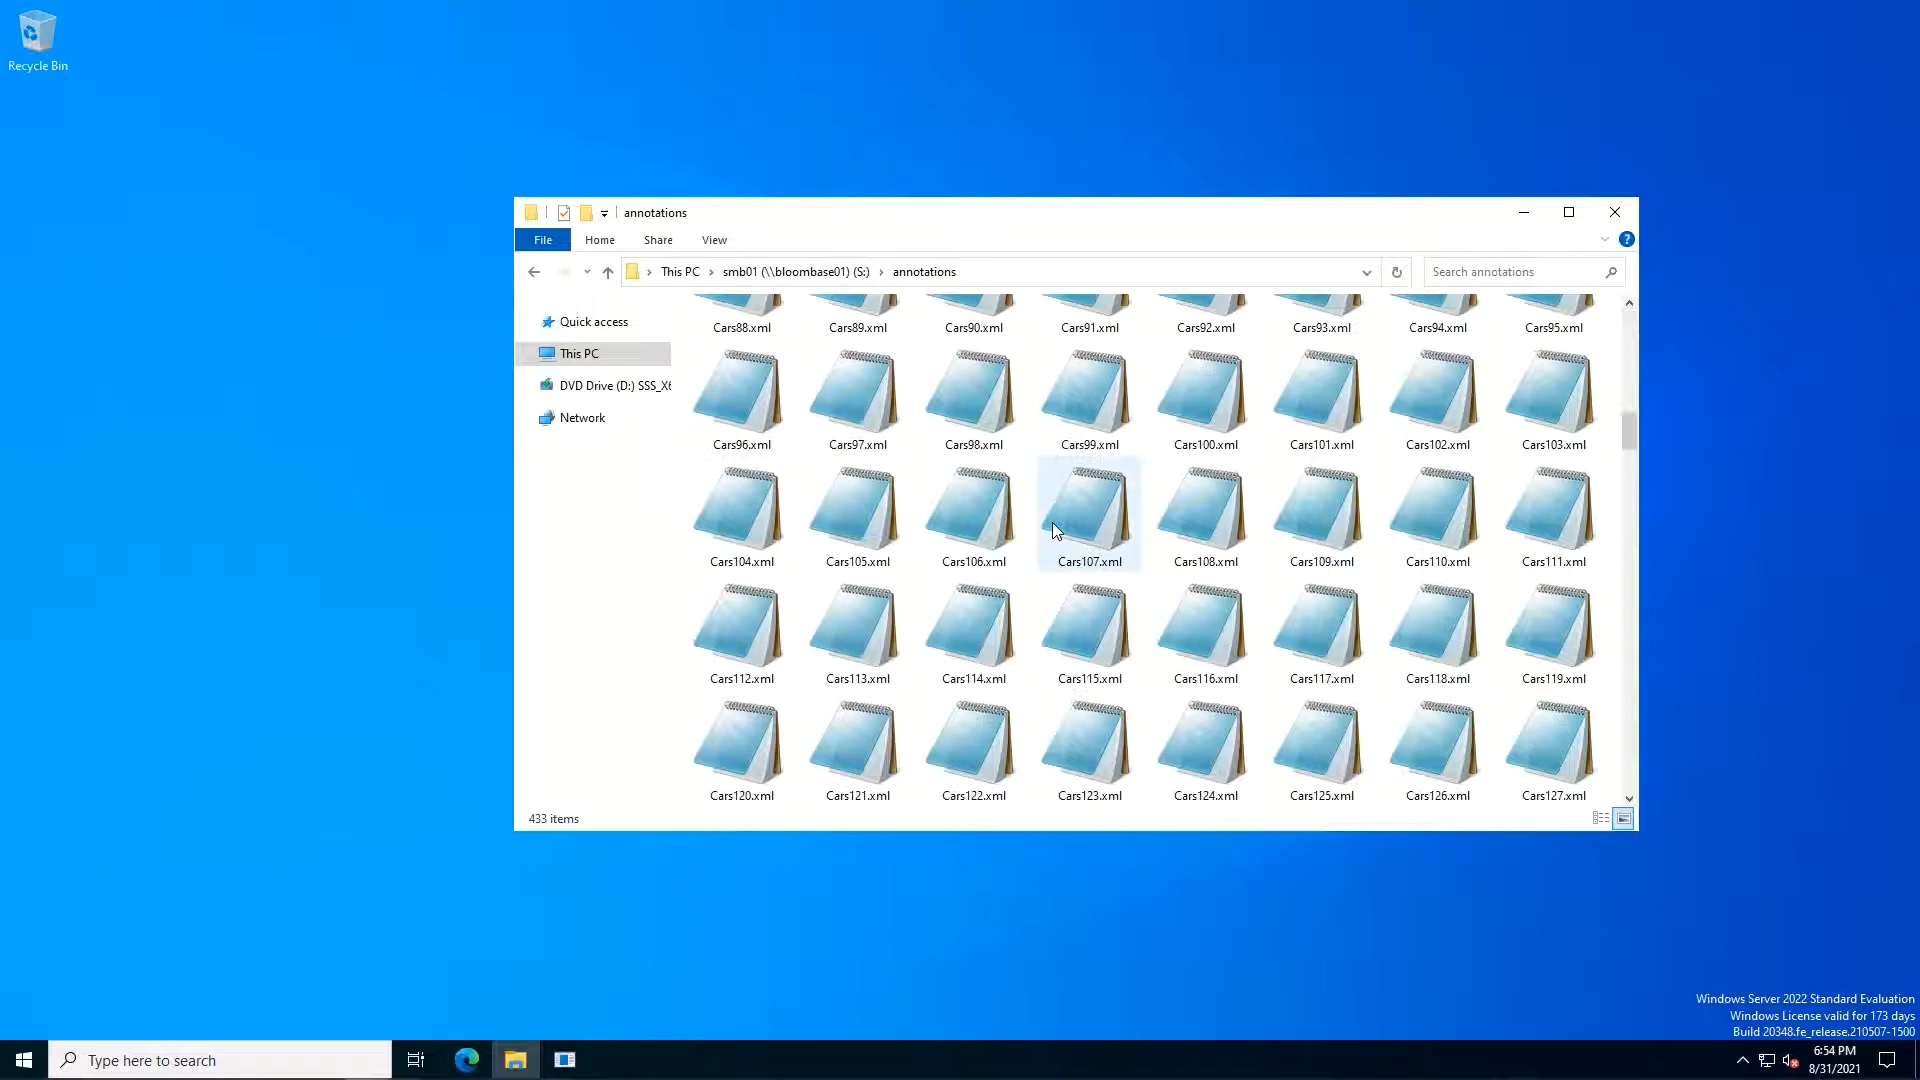 Recycle Bin
annotations
File Home Share View
This PC smb01 (\\bloombase01) (S:) annotations
Search annotations
Quick access
This PC
DVD Drive (D:) SSS_X6
Network
Cars88.xml Cars89.xml Cars90.xml Cars91.xml Cars92.xml Cars93.xml Cars94.xml Cars95.xml
Cars96.xml Cars97.xml Cars98.xml Cars99.xml Cars100.xml Cars101.xml Cars102.xml Cars103.xml
Cars104.xml Cars105.xml Cars106.xml Cars107.xml Cars108.xml Cars109.xml Cars110.xml Cars111.xml
Cars112.xml Cars113.xml Cars114.xml Cars115.xml Cars116.xml Cars117.xml Cars118.xml Cars119.xml
Cars120.xml Cars121.xml Cars122.xml Cars123.xml Cars124.xml Cars125.xml Cars126.xml Cars127.xml
433 items
Windows Server 2022 Standard Evaluation
Windows License valid for 173 days
Build 20348.fe_release.210507-1500
Type here to search
6:54 PM
8/31/2021